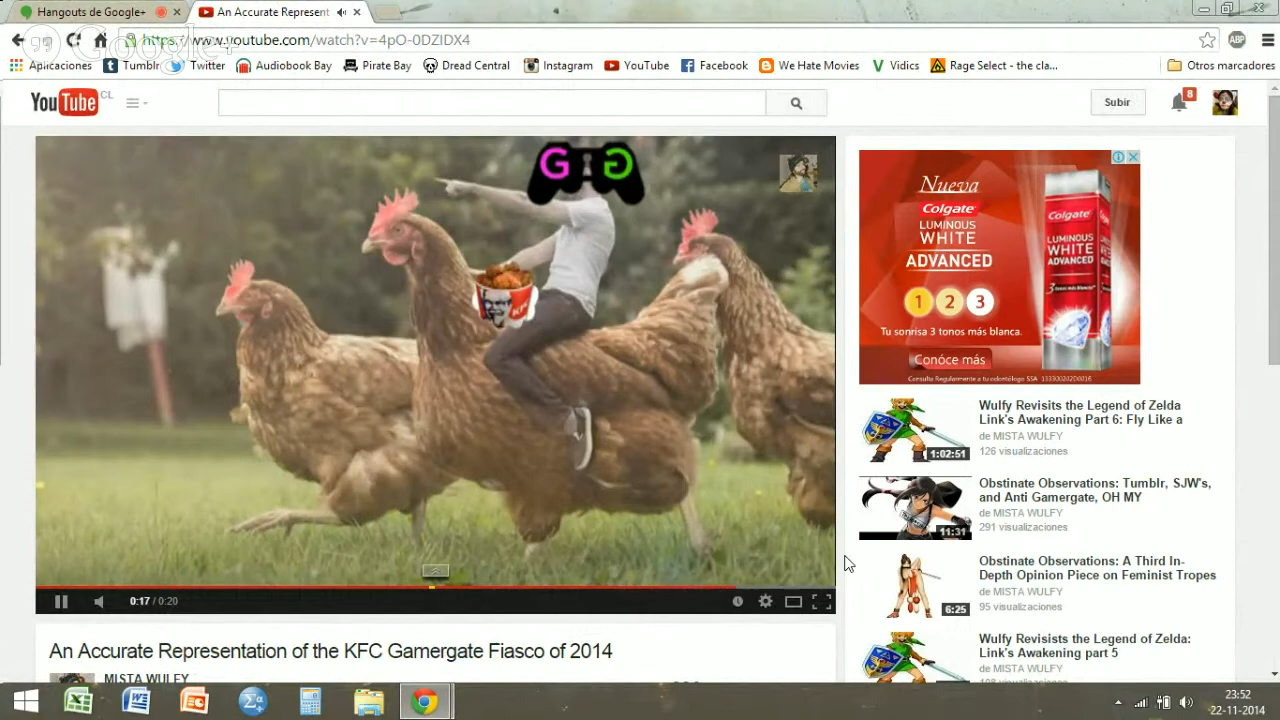 Hangouts de Google+
An Accurate Represent
Google+
https://www.youtube.com/watch?v=4pO-0DZIDX4
ABP
Aplicaciones
Tumblr
Twitter
Audiobook Bay
Pirate Bay
Dread Central
Instagram
YouTube
Facebook
We Hate Movies
Vidics
Rage Select - the cla...
Otros marcadores
YouTube CL
Subir
8
G G
KFC
Nueva
Colgate
LUMINOUS
WHITE
ADVANCED
1 2 3
Tu sonrisa 3 tonos más blanca.
Conóce más
Colgate
LUMINOUS
WHITE
ADVANCED
Wulfy Revisits the Legend of Zelda
Link's Awakening Part 6: Fly Like a
de MISTA WULFY
126 visualizaciones
1:02:51
Obstinate Observations: Tumblr, SJW's,
and Anti Gamergate, OH MY
de MISTA WULFY
291 visualizaciones
11:31
Obstinate Observations: A Third In-
Depth Opinion Piece on Feminist Tropes
de MISTA WULFY
95 visualizaciones
6:25
Wulfy Revisists the Legend of Zelda:
Link's Awakening part 5
de MISTA WULFY
0:17 / 0:20
An Accurate Representation of the KFC Gamergate Fiasco of 2014
MISTA WULFY
23:52
22-11-2014